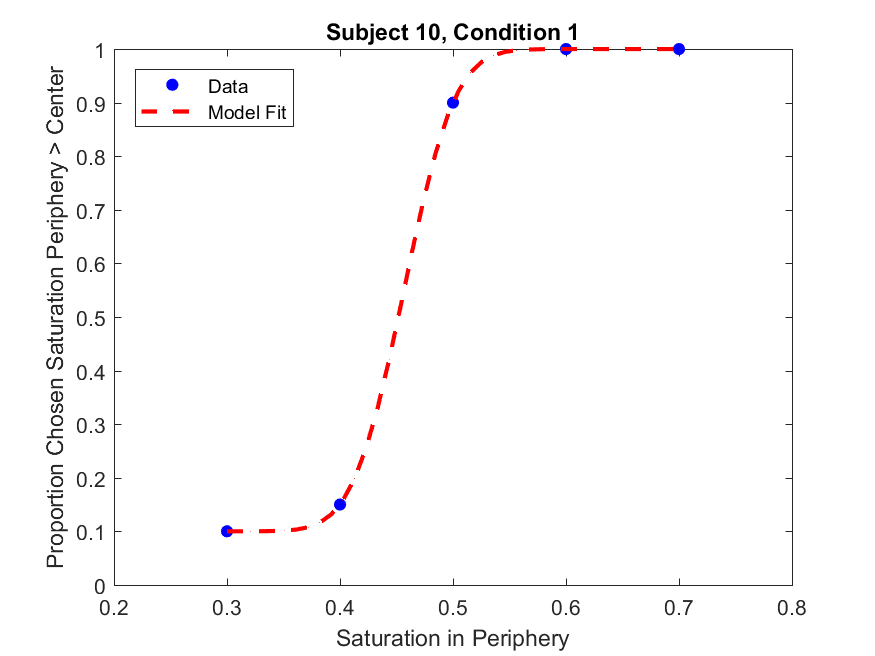 Subject 10, Condition 1
Data
Model Fit
Proportion Chosen Saturation Periphery > Center
1
0.9
0.8
0.7
0.6
0.5
0.4
0.3
0.2
0.1
0
0.2 0.3 0.4 0.5 0.6 0.7 0.8
Saturation in Periphery